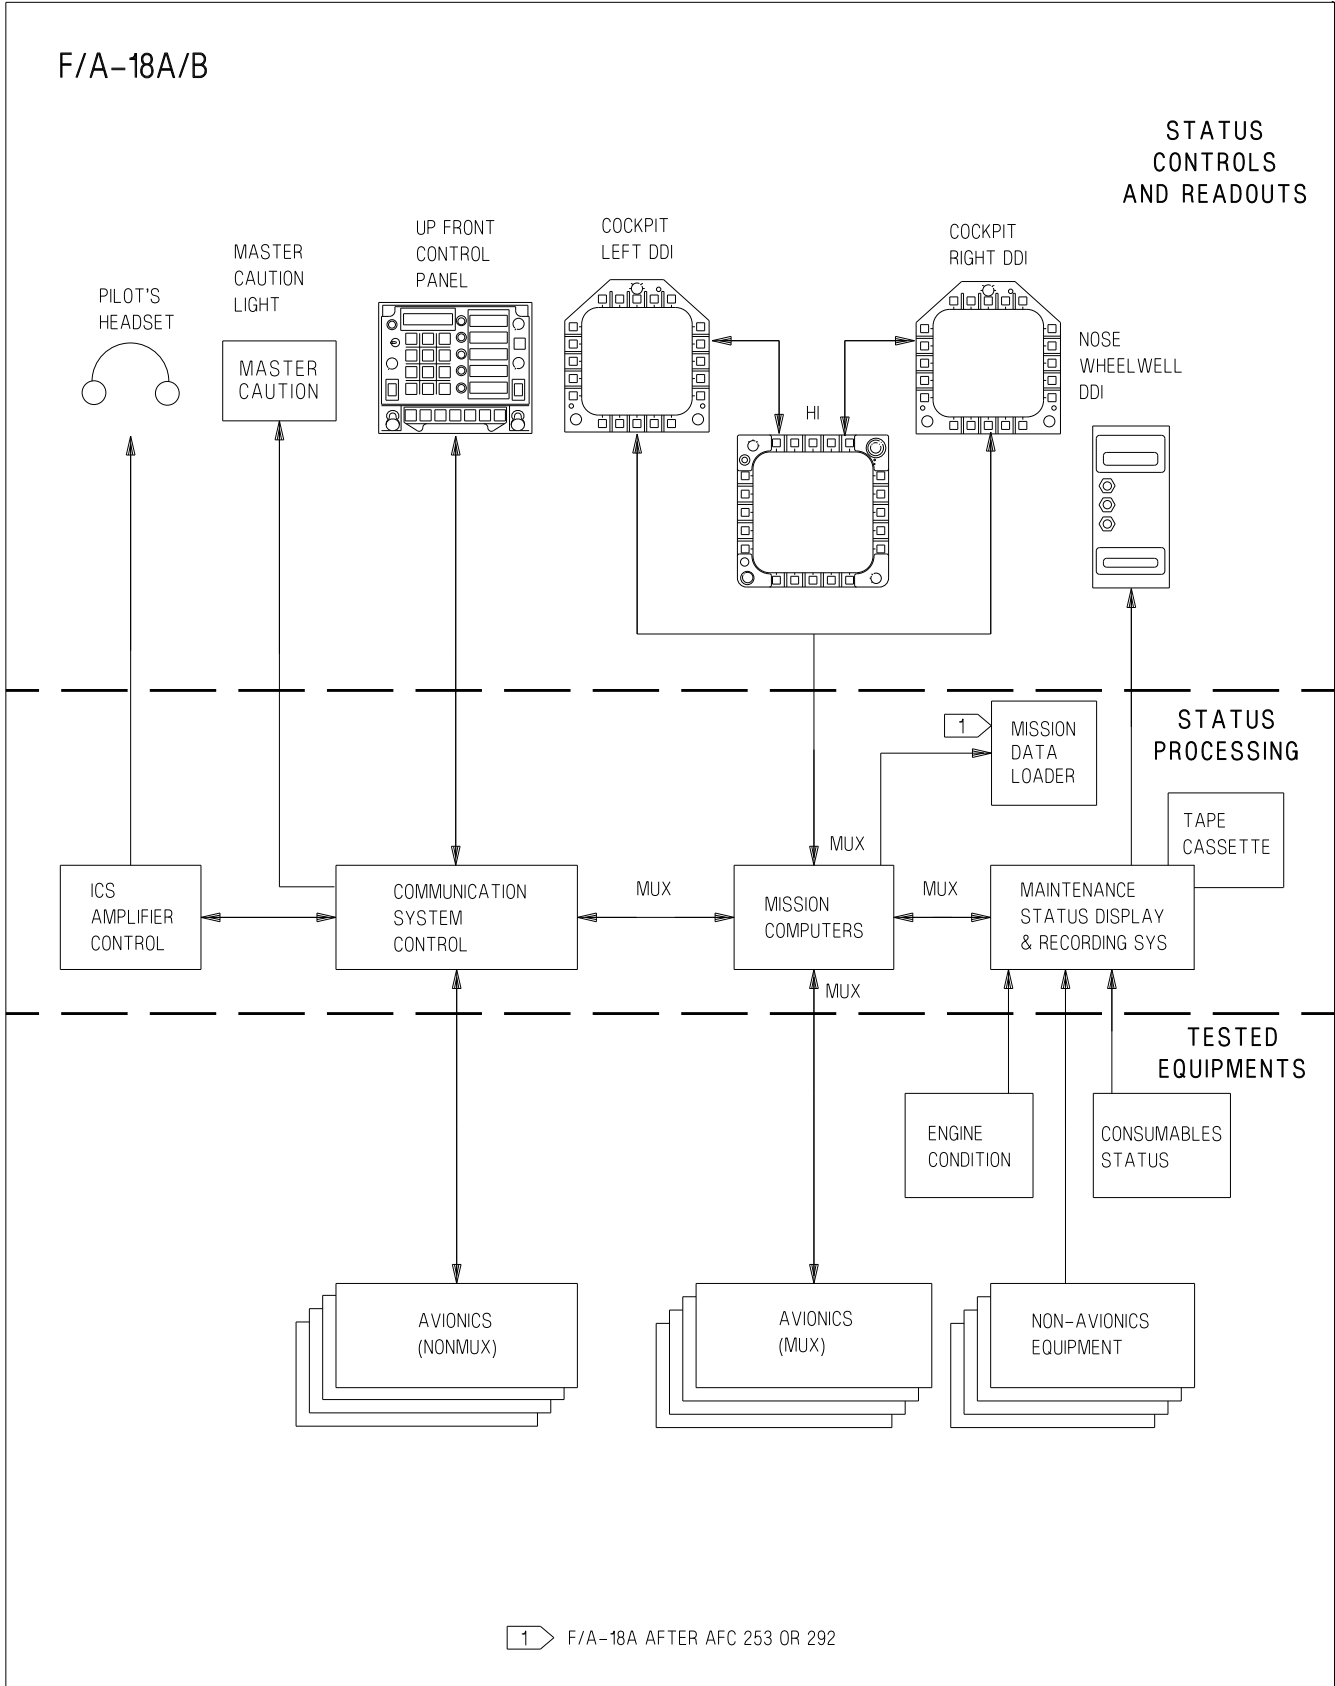 F/A-18A/B
STATUS
CONTROLS
AND READOUTS
PILOT'S
HEADSET
MASTER
CAUTION
LIGHT
MASTER
CAUTION
UP FRONT
CONTROL
PANEL
COCKPIT
LEFT DDI
COCKPIT
RIGHT DDI
HI
NOSE
WHEELWELL
DDI
STATUS
PROCESSING
1
MISSION
DATA
LOADER
TAPE
CASSETTE
MUX
ICS
AMPLIFIER
CONTROL
COMMUNICATION
SYSTEM
CONTROL
MUX
MISSION
COMPUTERS
MUX
MAINTENANCE
STATUS DISPLAY
& RECORDING SYS
MUX
TESTED
EQUIPMENTS
ENGINE
CONDITION
CONSUMABLES
STATUS
AVIONICS
(NONMUX)
AVIONICS
(MUX)
NON-AVIONICS
EQUIPMENT
1 F/A-18A AFTER AFC 253 OR 292